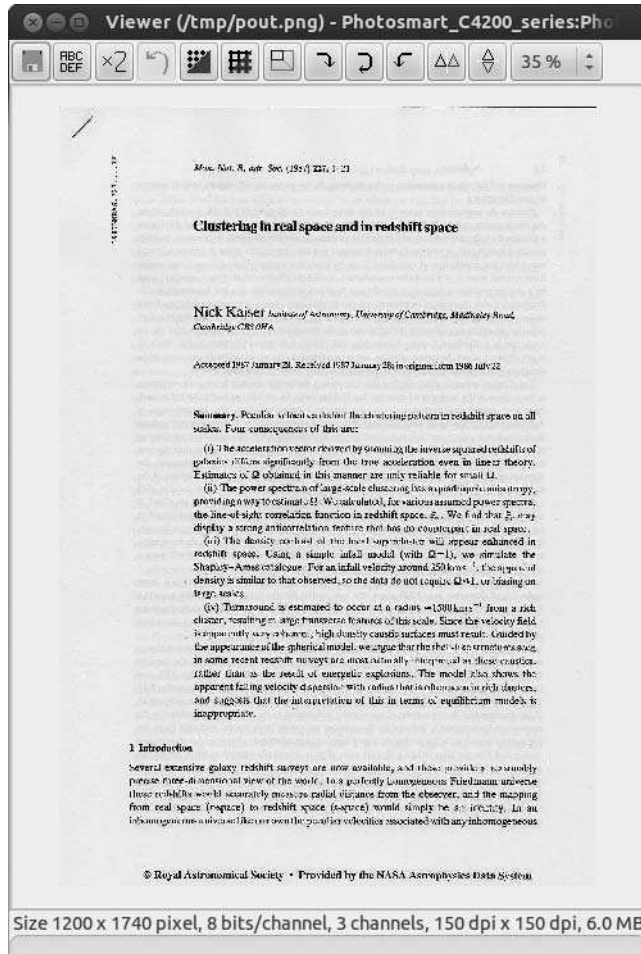 Viewer (/tmp/pout.png) - Photosmart_C4200_series:Pho
ABC
DEF
×2
35 %
Mon. Not. R. astr. Soc. (1987) 227, 1-21
Clustering in real space and in redshift space
Nick Kaiser Institute of Astronomy, University of Cambridge, Madingley Road,
Cambridge CB3 0HA
Accepted 1987 January 28. Received 1987 January 28; in original form 1986 July 22
Summary. Peculiar velocities distort the clustering pattern in redshift space on all
scales. Four consequences of this are:
(i) The acceleration vector derived by summing the inverse squared redshifts of
galaxies differs significantly from the true acceleration even in linear theory.
Estimates of Ω obtained in this manner are only reliable for small Ω.
(ii) The power spectrum of large-scale clustering has a quadrupole anisotropy,
providing a way to estimate Ω. We calculated, for various assumed power spectra,
the line-of-sight correlation function in redshift space, We find that may
display a strong anticorrelation feature that has no counterpart in real space.
(iii) The density contrast of the local supercluster will appear enhanced in
redshift space. Using a simple infall model (with Ω=1), we simulate the
Shapley–Ames catalogue. For an infall velocity around 250 km s⁻¹, the apparent
density is similar to that observed, so the data do not require Ω<1, or biasing on
large scales.
(iv) Turnaround is estimated to occur at a radius ≈1500 km s⁻¹ from a rich
cluster, resulting in large transverse features of this scale. Since the velocity field
is apparently very coherent, high density caustic surfaces must result. Guided by
the appearance of the spherical model, we argue that the shell-like structures seen
in some recent redshift surveys are most naturally interpreted as these caustics,
rather than as the result of energetic explosions. The model also shows the
apparent falling velocity dispersion with radius that is often seen in rich clusters,
and suggests that the interpretation of this in terms of equilibrium models is
inappropriate.
1 Introduction
Several extensive galaxy redshift surveys are now available, and these provide a reasonably
precise three-dimensional view of the world. In a perfectly homogeneous Friedmann universe
these redshifts would accurately measure radial distance from the observer, and the mapping
from real space (r-space) to redshift space (s-space) would simply be an identity. In an
inhomogeneous universe like our own the peculiar velocities associated with any inhomogeneous
© Royal Astronomical Society • Provided by the NASA Astrophysics Data System
Size 1200 x 1740 pixel, 8 bits/channel, 3 channels, 150 dpi x 150 dpi, 6.0 MB